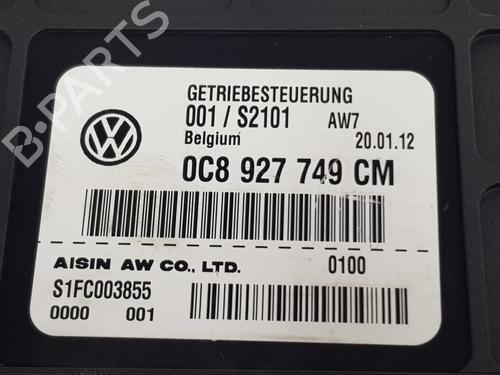 B-PARTS
GETRIEBESTEUERUNG
001 / S2101 AW7
Belgium 20.01.12
0C8 927 749 CM
AISIN AW CO., LTD. 0100
S1FC003855
0000 001